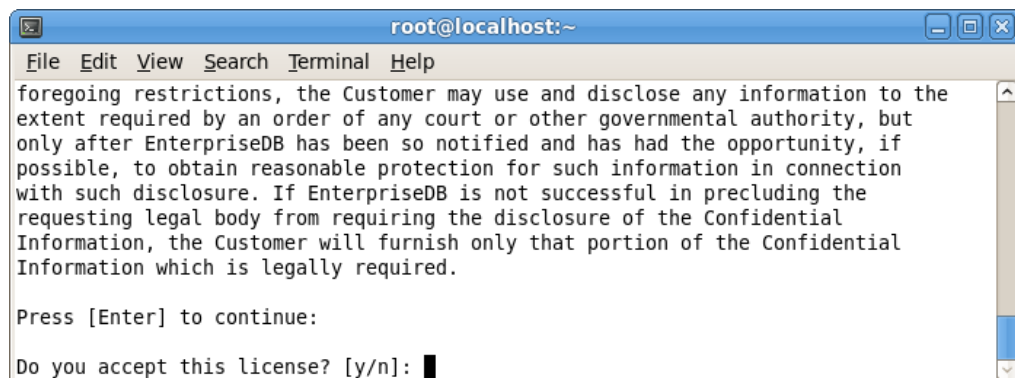 root@localhost:~
File Edit View Search Terminal Help
foregoing restrictions, the Customer may use and disclose any information to the
extent required by an order of any court or other governmental authority, but
only after EnterpriseDB has been so notified and has had the opportunity, if
possible, to obtain reasonable protection for such information in connection
with such disclosure. If EnterpriseDB is not successful in precluding the
requesting legal body from requiring the disclosure of the Confidential
Information, the Customer will furnish only that portion of the Confidential
Information which is legally required.
Press [Enter] to continue:
Do you accept this license? [y/n]: